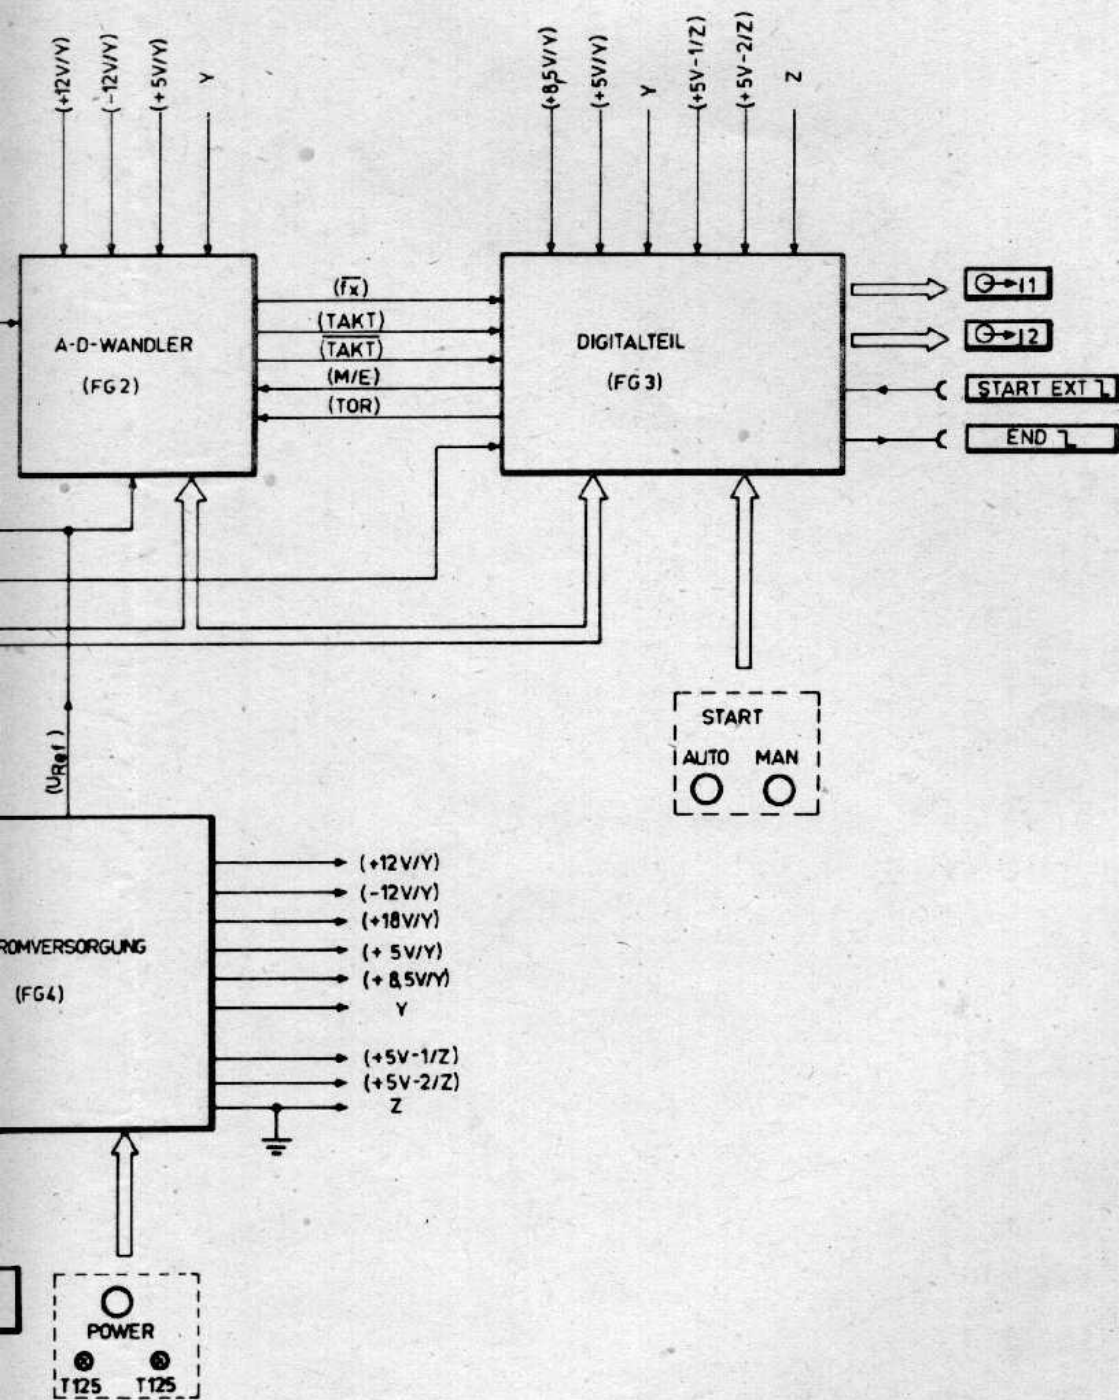 (+12V/Y)
(-12V/Y)
(+5V/Y)
Y
(+8,5V/Y)
(+5V/Y)
Y
(+5V-1/Z)
(+5V-2/Z)
Z
A-D-WANDLER
(FG2)
(f̅x̅)
(TAKT)
(T̅A̅K̅T̅)
(M/E)
(TOR)
DIGITALTEIL
(FG3)
I1
I2
START EXT
END
START
AUTO MAN
(URef)
ROMVERSORGUNG
(FG4)
(+12V/Y)
(-12V/Y)
(+18V/Y)
(+ 5V/Y)
(+ 8,5V/Y)
Y
(+5V-1/Z)
(+5V-2/Z)
Z
POWER
T125 T125